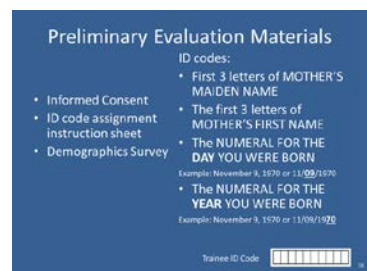 Preliminary Evaluation Materials
• Informed Consent
• ID code assignment
instruction sheet
• Demographics Survey
ID codes:
• First 3 letters of MOTHER'S
MAIDEN NAME
• The first 3 letters of
MOTHER'S FIRST NAME
• The NUMERAL FOR THE
DAY YOU WERE BORN
Example: November 9, 1970 or 11/09/1970
• The NUMERAL FOR THE
YEAR YOU WERE BORN
Example: November 9, 1970 or 11/09/1970
Trainee ID Code